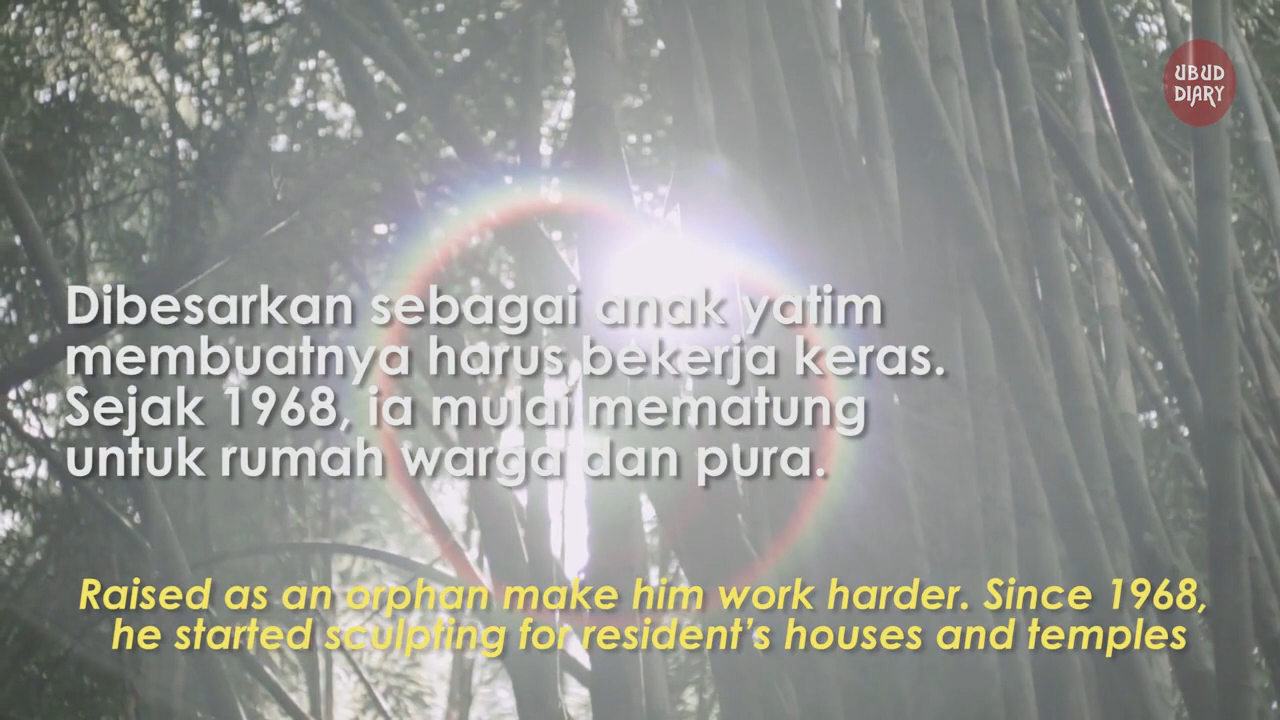 UBUD
DIARY
Dibesarkan sebagai anak yatim
membuatnya harus bekerja keras.
Sejak 1968, ia mulai mematung
untuk rumah warga dan pura.
Raised as an orphan make him work harder. Since 1968,
he started sculpting for resident’s houses and temples